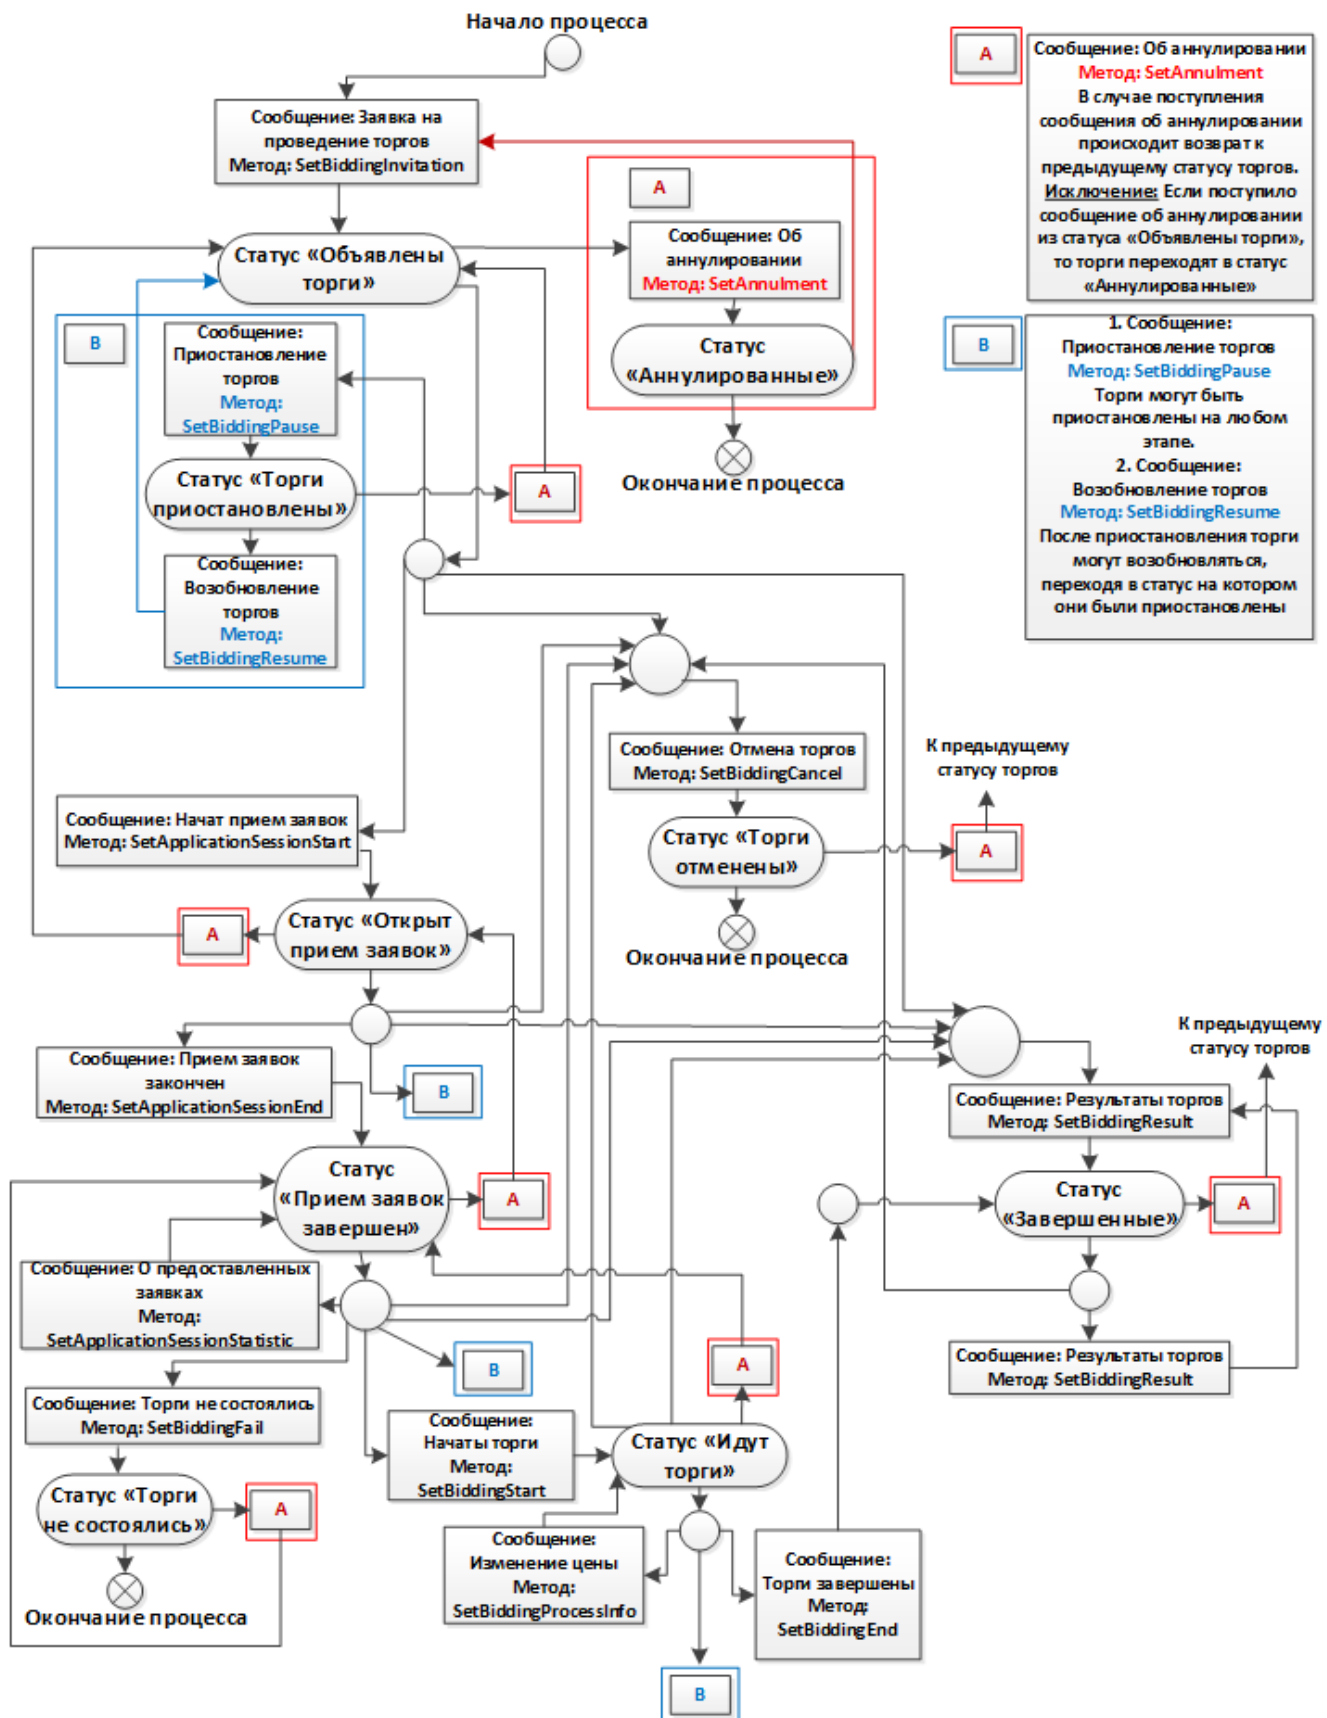 Начало процесса
Сообщение: Заявка на
проведение торгов
Метод: SetBiddingInvitation
A
Сообщение: Об аннулировании
Метод: SetAnnulment
В случае поступления
сообщения об аннулировании
происходит возврат к
предыдущему статусу торгов.
Исключение: Если поступило
сообщение об аннулировании
из статуса «Объявлены торги»,
то торги переходят в статус
«Аннулированные»
A
Сообщение: Об
аннулировании
Метод: SetAnnulment
Статус
«Аннулированные»
Окончание процесса
Статус «Объявлены
торги»
B
Сообщение:
Приостановление
торгов
Метод:
SetBiddingPause
Статус «Торги
приостановлены»
A
Сообщение:
Возобновление
торгов
Метод:
SetBiddingResume
B
1. Сообщение:
Приостановление торгов
Метод: SetBiddingPause
Торги могут быть
приостановлены на любом
этапе.
2. Сообщение:
Возобновление торгов
Метод: SetBiddingResume
После приостановления торги
могут возобновляться,
переходя в статус на котором
они были приостановлены
Сообщение: Отмена торгов
Метод: SetBiddingCancel
Статус «Торги
отменены»
Окончание процесса
К предыдущему
статусу торгов
A
Сообщение: Начат прием заявок
Метод: SetApplicationSessionStart
A
Статус «Открыт
прием заявок»
Сообщение: Прием заявок
закончен
Метод: SetApplicationSessionEnd
B
К предыдущему
статусу торгов
Сообщение: Результаты торгов
Метод: SetBiddingResult
Статус
«Прием заявок
завершен»
A
Статус
«Завершенные»
A
Сообщение: О предоставленных
заявках
Метод:
SetApplicationSessionStatistic
B
A
Сообщение: Результаты торгов
Метод: SetBiddingResult
Сообщение: Торги не состоялись
Метод: SetBiddingFail
Сообщение:
Начаты торги
Метод:
SetBiddingStart
Статус «Идут
торги»
Статус «Торги
не состоялись»
A
Окончание процесса
Сообщение:
Изменение цены
Метод:
SetBiddingProcessInfo
Сообщение:
Торги завершены
Метод:
SetBiddingEnd
B